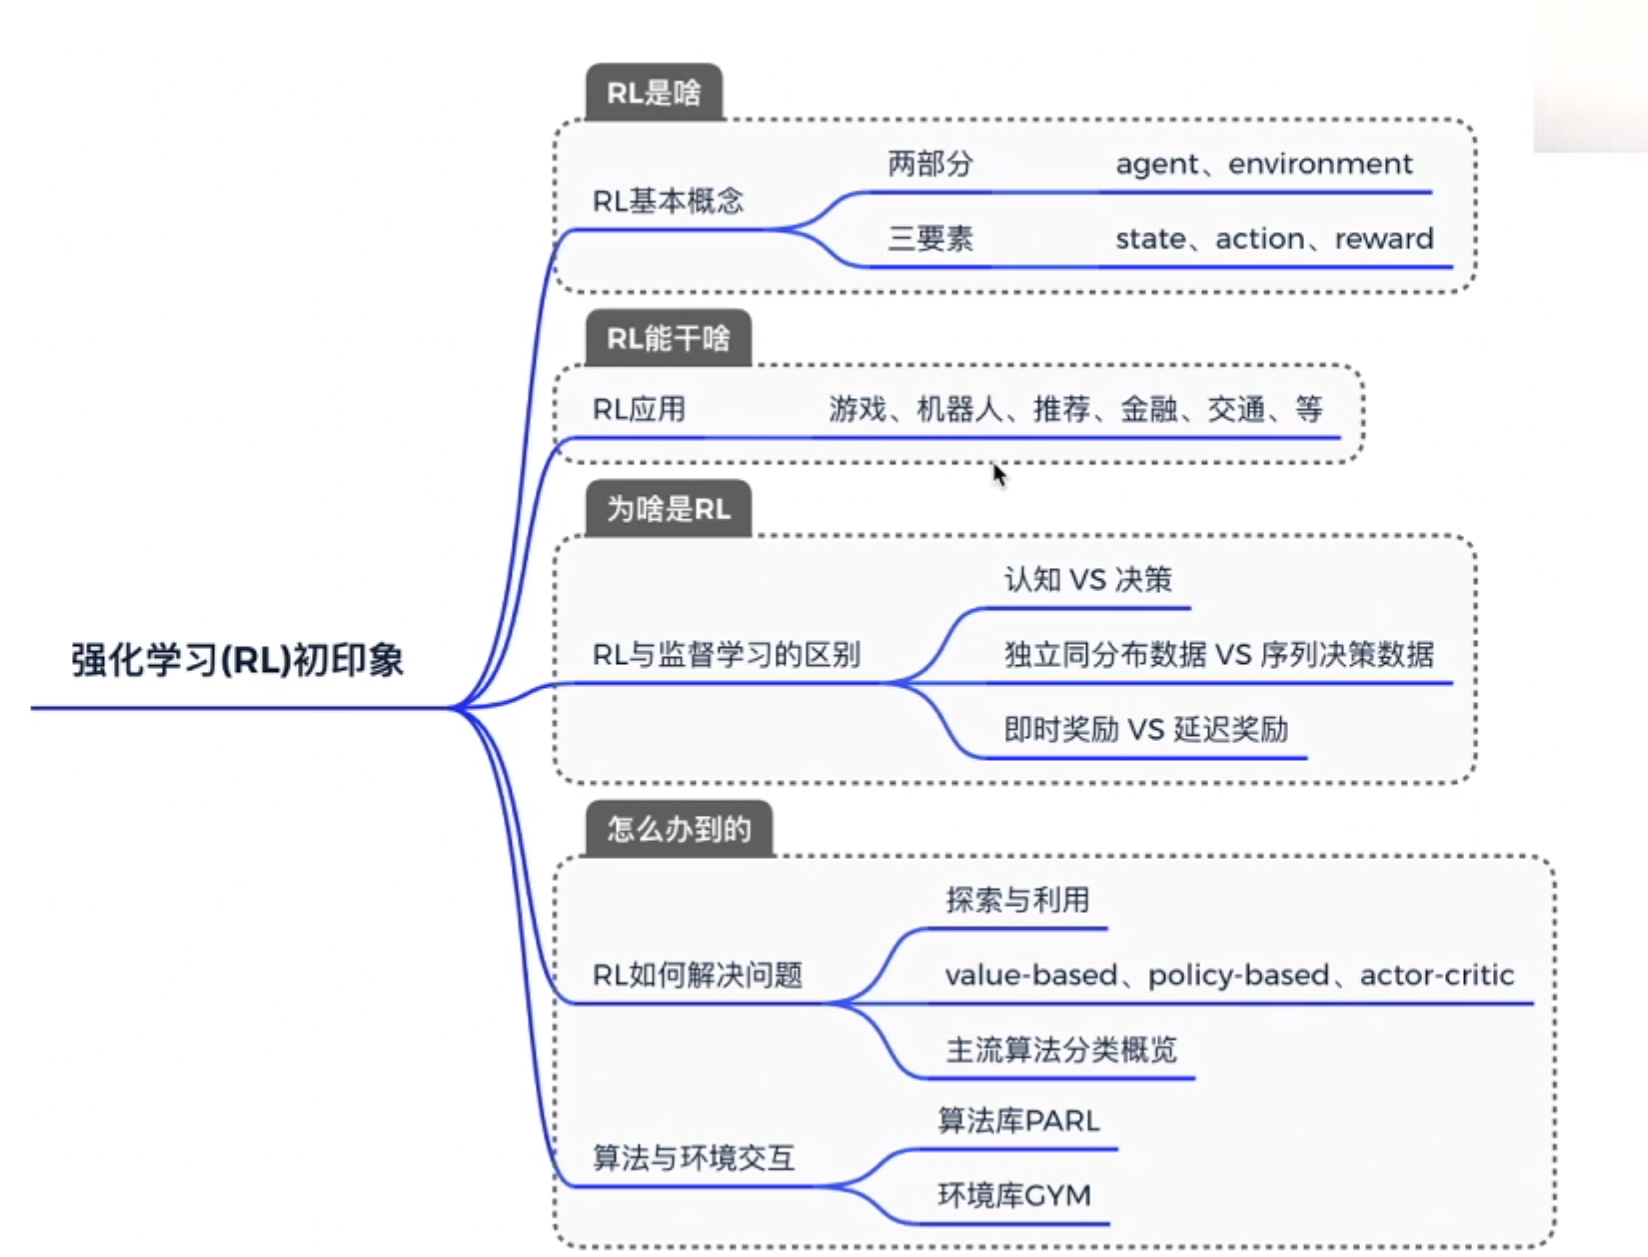 RL是啥
两部分
agent、environment
RL基本概念
三要素
state、action、reward
RL能干啥
RL应用
游戏、机器人、推荐、金融、交通、等
为啥是RL
认知 VS 决策
强化学习(RL)初印象
RL与监督学习的区别
独立同分布数据 VS 序列决策数据
即时奖励 VS 延迟奖励
怎么办到的
探索与利用
RL如何解决问题
value-based、policy-based、actor-critic
主流算法分类概览
算法库PARL
算法与环境交互
环境库GYM